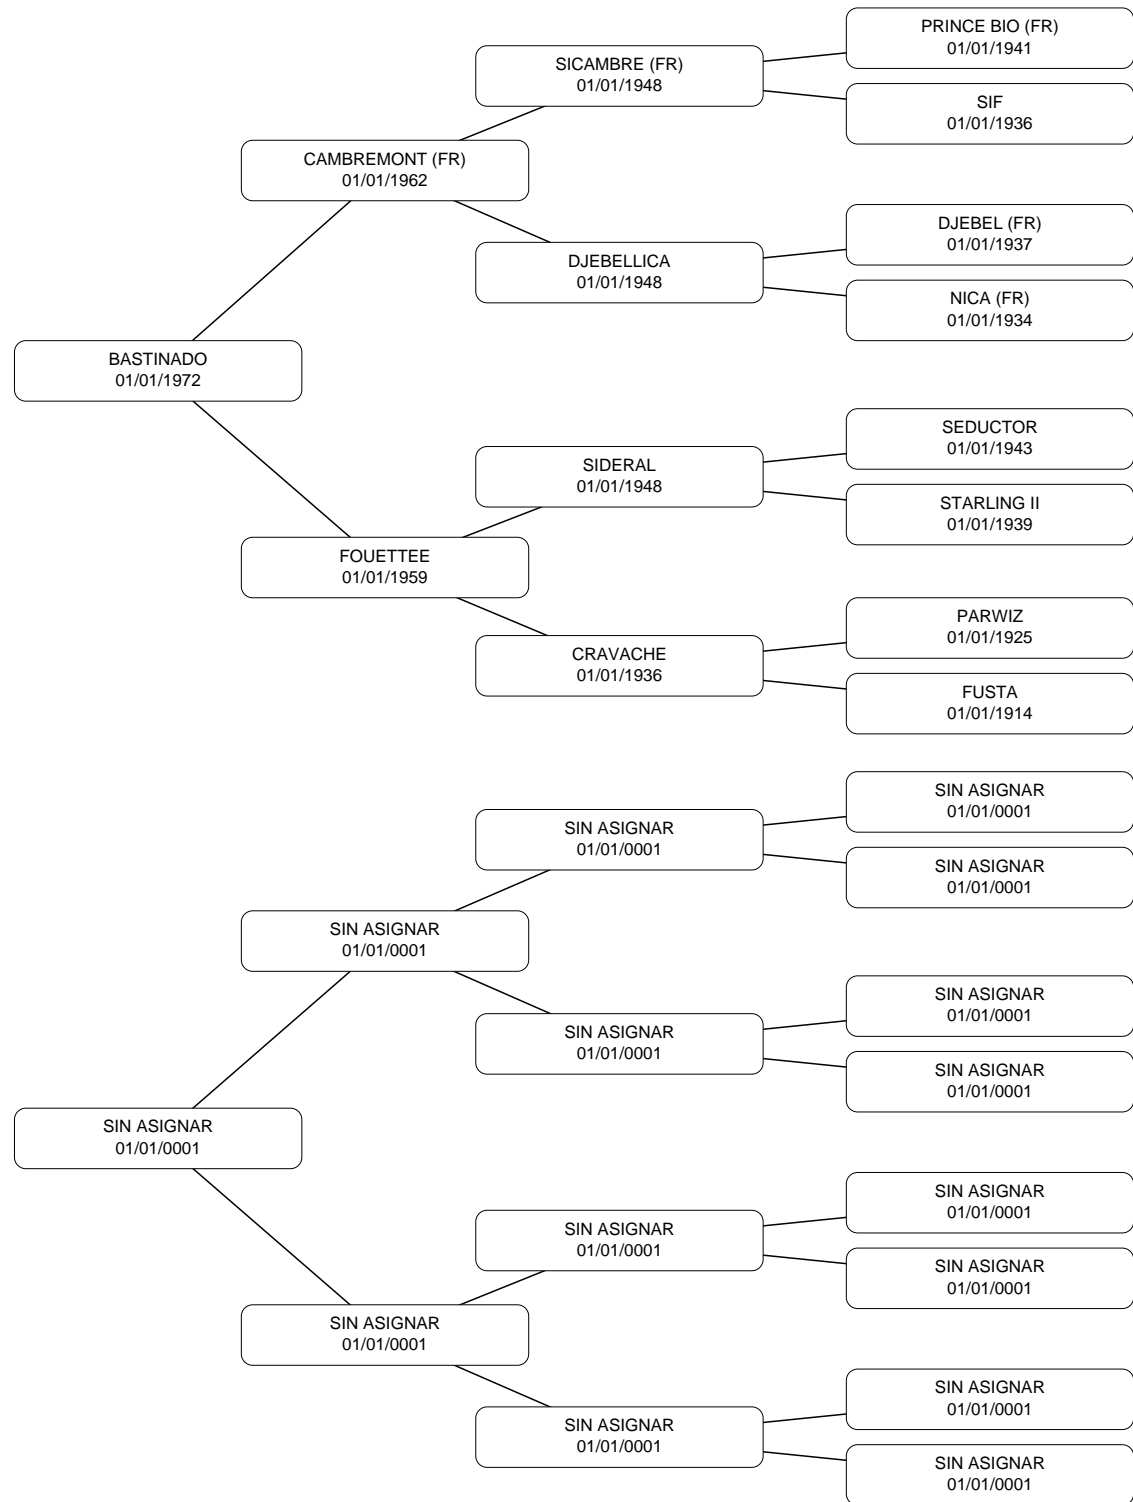 PRINCE BIO (FR)
01/01/1941
SICAMBRE (FR)
01/01/1948
SIF
01/01/1936
CAMBREMONT (FR)
01/01/1962
DJEBEL (FR)
01/01/1937
DJEBELLICA
01/01/1948
NICA (FR)
01/01/1934
BASTINADO
01/01/1972
SEDUCTOR
01/01/1943
SIDERAL
01/01/1948
STARLING II
01/01/1939
FOUETTEE
01/01/1959
PARWIZ
01/01/1925
CRAVACHE
01/01/1936
FUSTA
01/01/1914
SIN ASIGNAR
01/01/0001
SIN ASIGNAR
01/01/0001
SIN ASIGNAR
01/01/0001
SIN ASIGNAR
01/01/0001
SIN ASIGNAR
01/01/0001
SIN ASIGNAR
01/01/0001
SIN ASIGNAR
01/01/0001
SIN ASIGNAR
01/01/0001
SIN ASIGNAR
01/01/0001
SIN ASIGNAR
01/01/0001
SIN ASIGNAR
01/01/0001
SIN ASIGNAR
01/01/0001
SIN ASIGNAR
01/01/0001
SIN ASIGNAR
01/01/0001
SIN ASIGNAR
01/01/0001